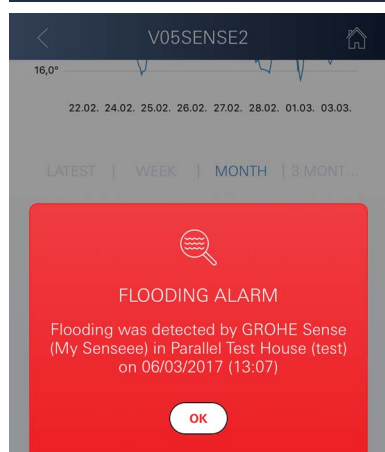 V05SENSE2
16,0°
22.02. 24.02. 25.02. 26.02. 27.02. 28.02. 01.03. 03.03.
LATEST | WEEK | MONTH | 3 MONT...
FLOODING ALARM
Flooding was detected by GROHE Sense
(My Senseee) in Parallel Test House (test)
on 06/03/2017 (13:07)
OK